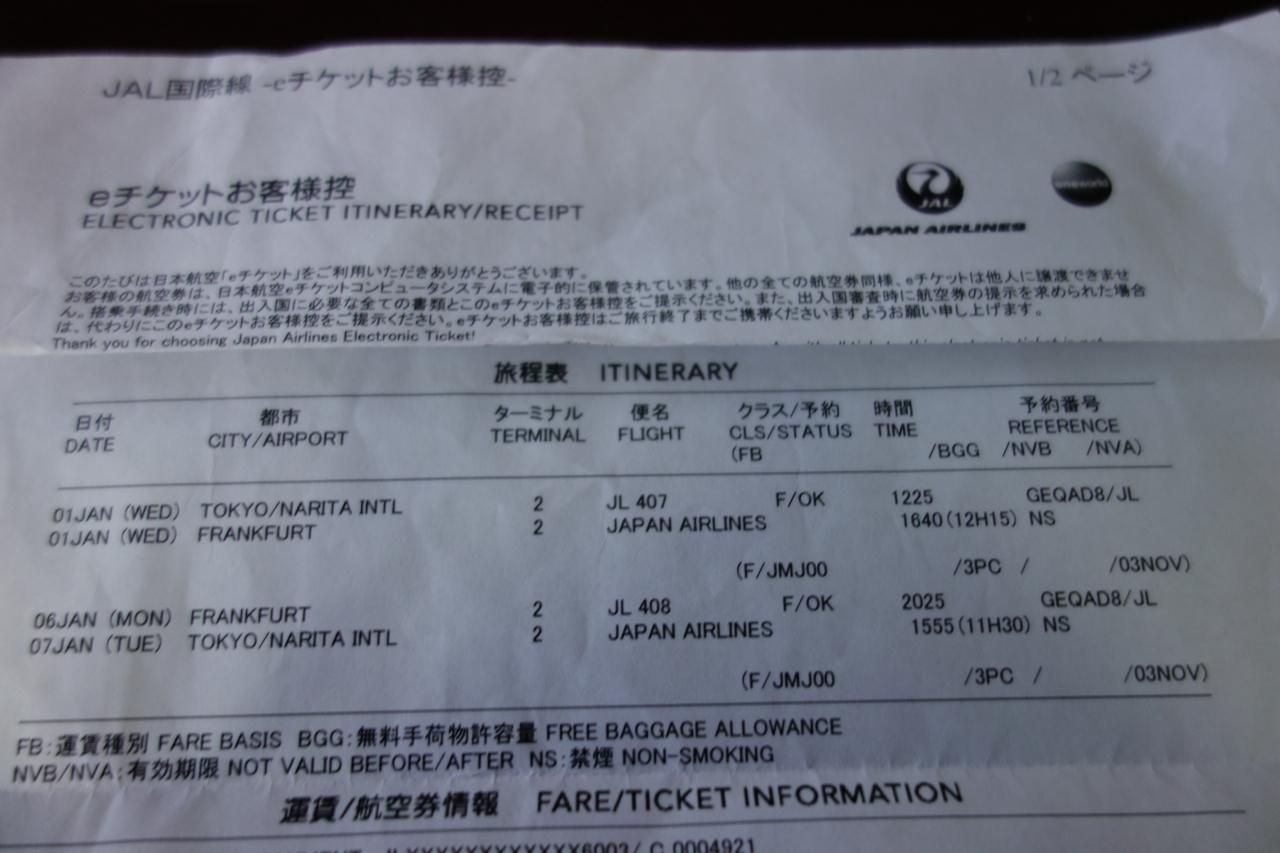 JAL国際線 -eチケットお客様控-
1/2 ページ
eチケットお客様控
ELECTRONIC TICKET ITINERARY/RECEIPT
JAL
JAPAN AIRLINES
oneworld
このたびは日本航空「eチケット」をご利用いただきありがとうございます。
お客様の航空券は、日本航空eチケットコンピュータシステムに電子的に保管されています。他の全ての航空券同様、eチケットは他人に譲渡できませ
ん。搭乗手続き時には、出入国に必要な全ての書類とこのeチケットお客様控をご提示ください。また、出入国審査時に航空券の提示を求められた場合
は、代わりにこのeチケットお客様控をご提示ください。eチケットお客様控はご旅行終了までご携帯くださいますようお願い申し上げます。
Thank you for choosing Japan Airlines Electronic Ticket!
旅程表 ITINERARY
日付 都市 ターミナル 便名 クラス/予約 時間 予約番号
DATE CITY/AIRPORT TERMINAL FLIGHT CLS/STATUS TIME REFERENCE
(FB /BGG /NVB /NVA)
01JAN (WED) TOKYO/NARITA INTL 2 JL 407 F/OK 1225 GEQAD8/JL
01JAN (WED) FRANKFURT 2 JAPAN AIRLINES 1640(12H15) NS
(F/JMJ00 /3PC / /03NOV)
06JAN (MON) FRANKFURT 2 JL 408 F/OK 2025 GEQAD8/JL
07JAN (TUE) TOKYO/NARITA INTL 2 JAPAN AIRLINES 1555(11H30) NS
(F/JMJ00 /3PC / /03NOV)
FB:運賃種別 FARE BASIS BGG:無料手荷物許容量 FREE BAGGAGE ALLOWANCE
NVB/NVA:有効期限 NOT VALID BEFORE/AFTER NS:禁煙 NON-SMOKING
運賃/航空券情報 FARE/TICKET INFORMATION
6003/ C 0004921